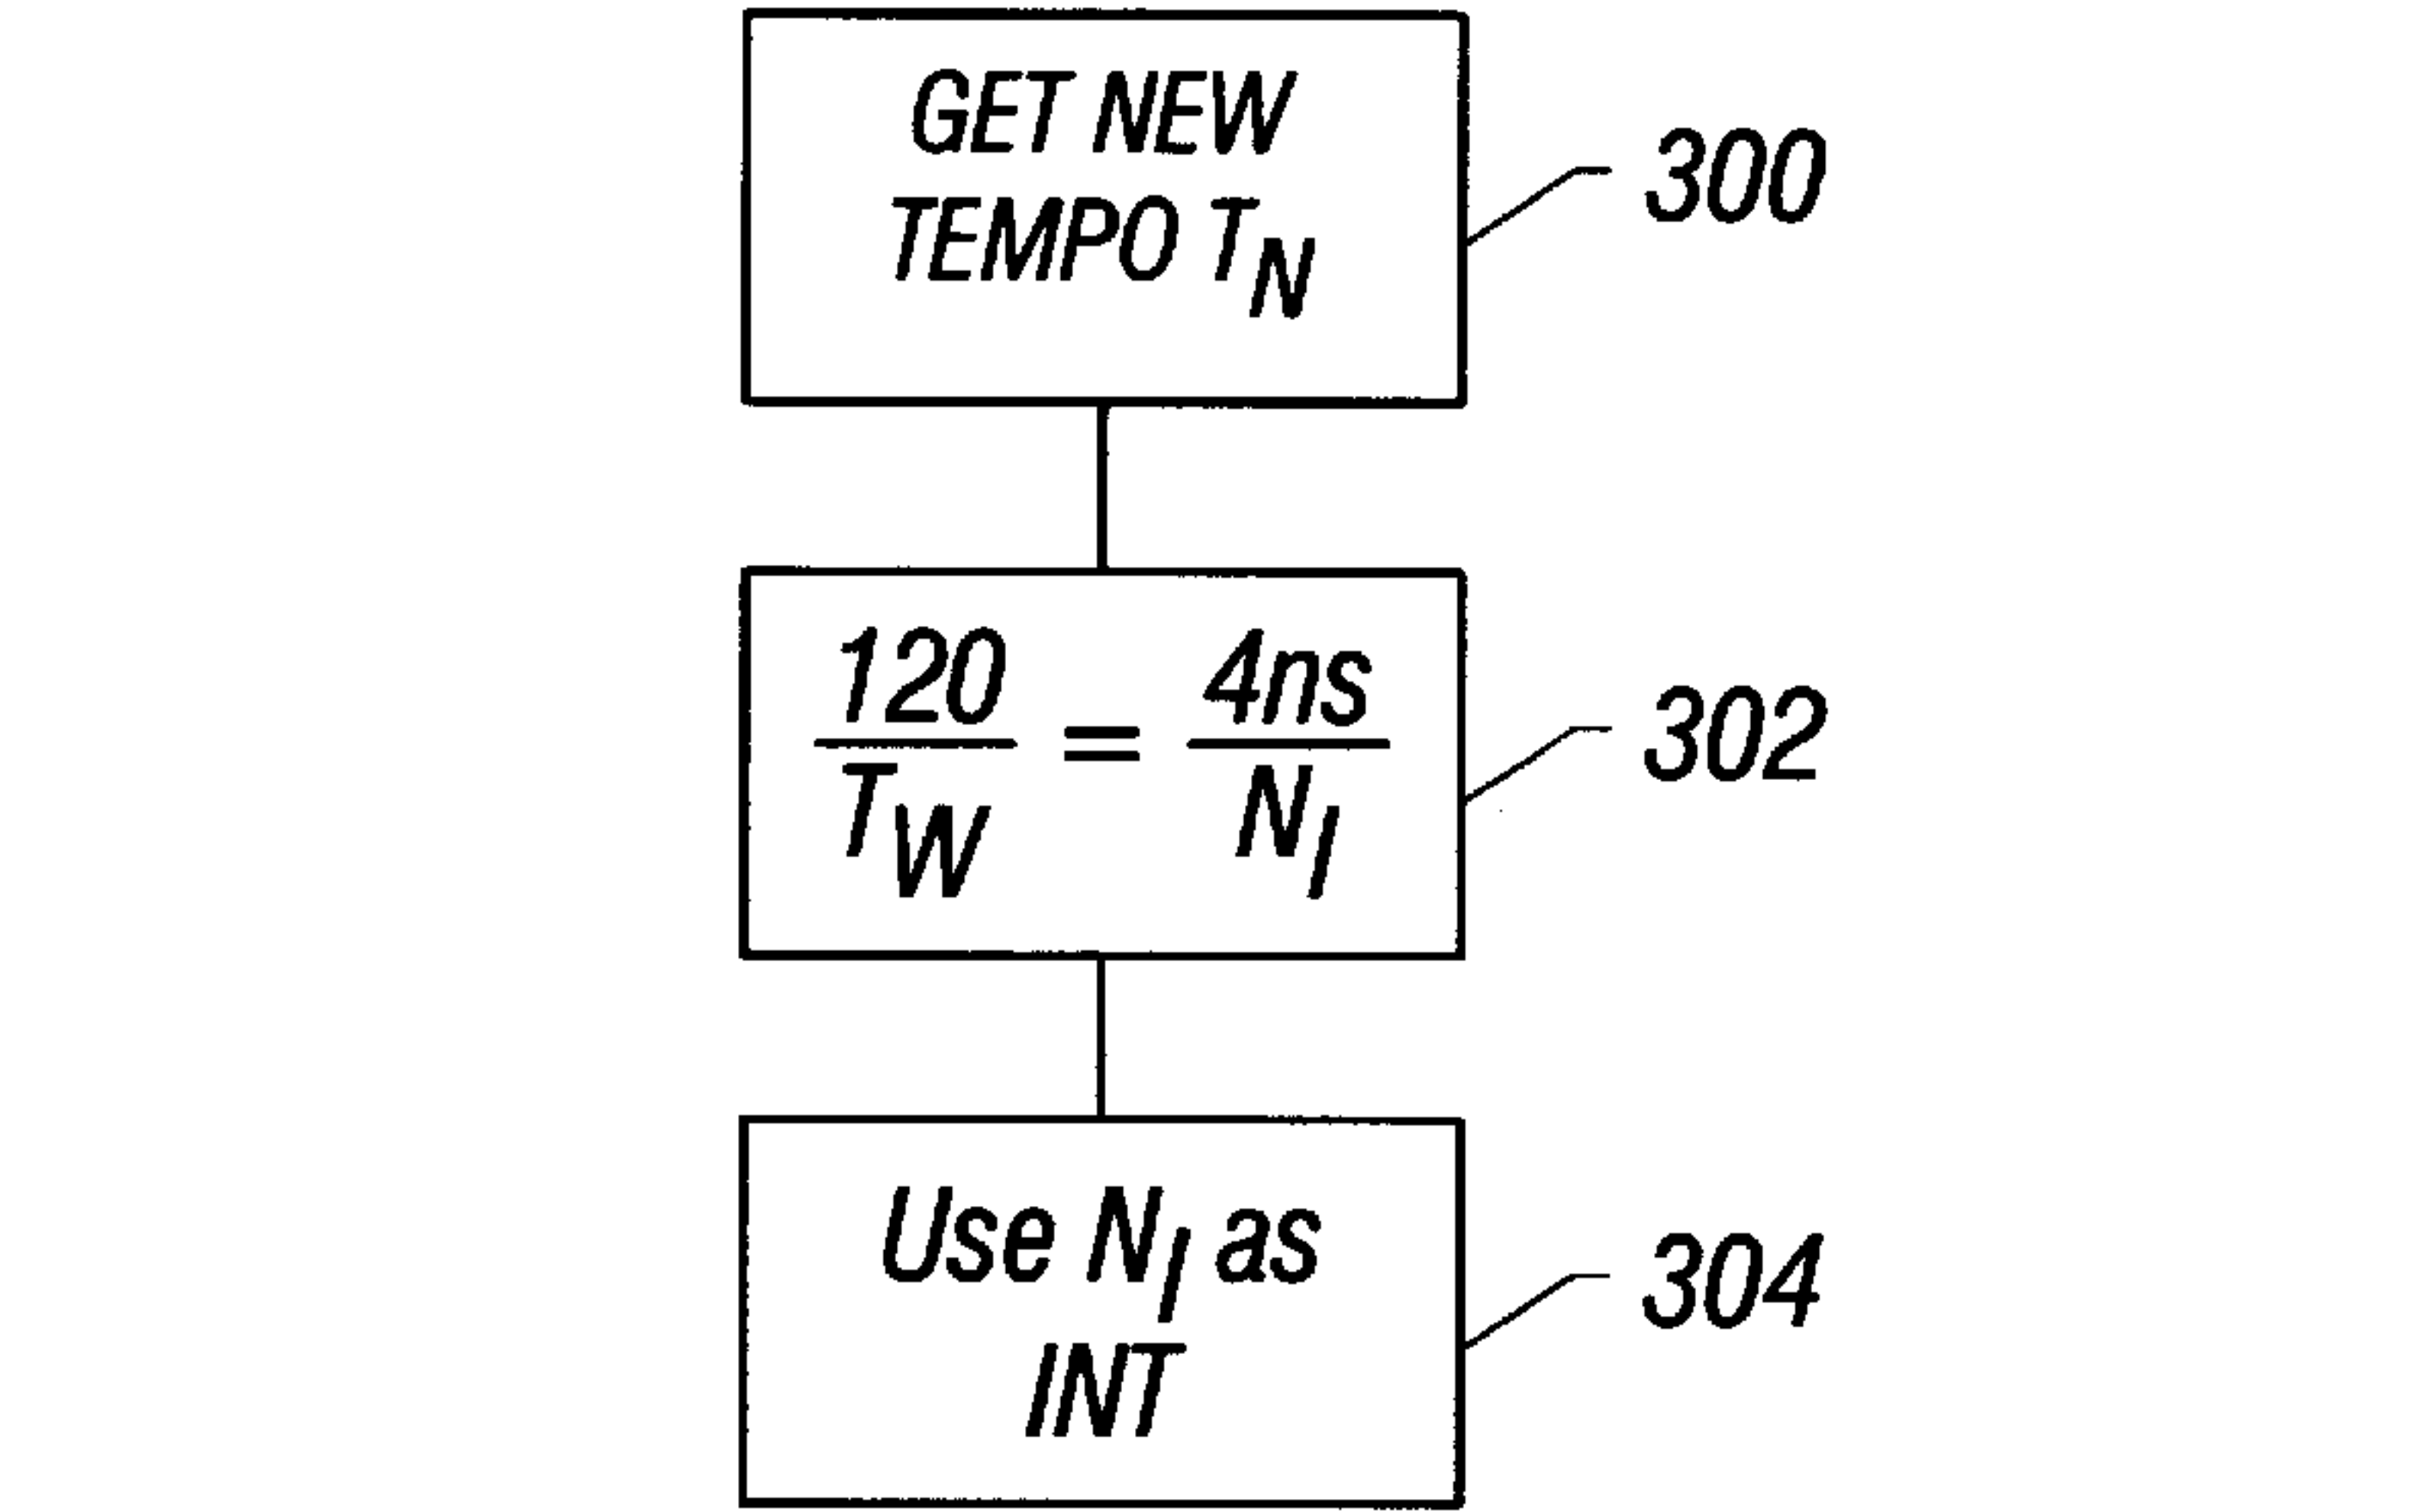 GET NEW
TEMPO T_N
300
120/T_W = 4ns/N_I
302
Use N_I as
INT
304